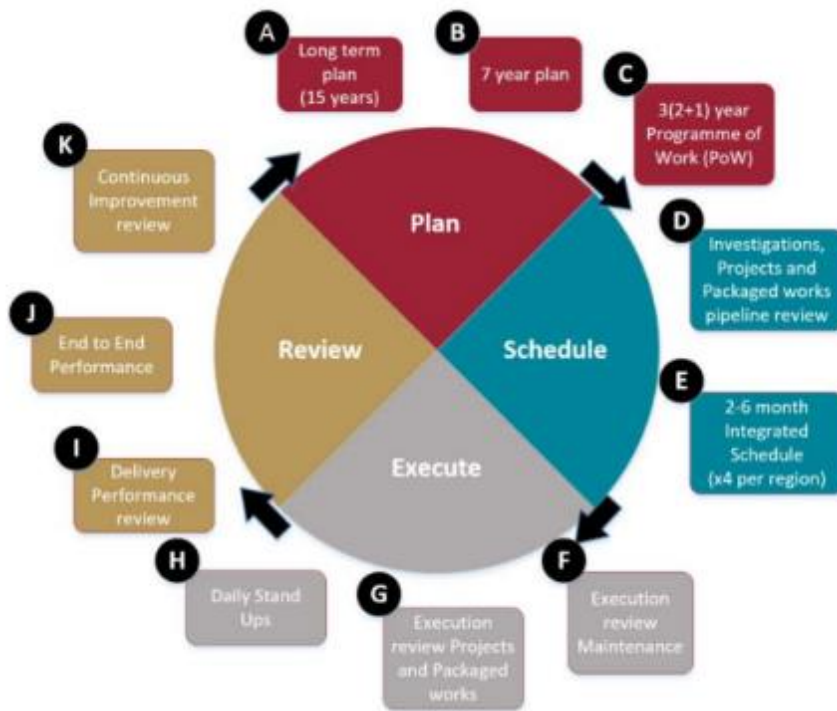 A
Long term
plan
(15 years)
B
7 year plan
C
3(2+1) year
Programme of
Work (PoW)
D
Investigations,
Projects and
Packaged works
pipeline review
E
2-6 month
Integrated
Schedule
(x4 per region)
F
Execution
review
Maintenance
G
Execution
review Projects
and Packaged
works
H
Daily Stand
Ups
I
Delivery
Performance
review
J
End to End
Performance
K
Continuous
Improvement
review
Plan
Schedule
Execute
Review